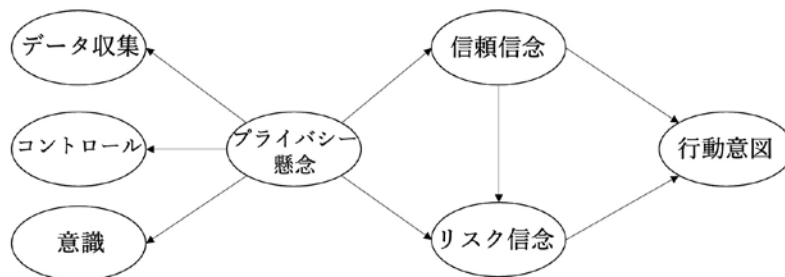 データ収集
信頼信念
コントロール
プライバシー
懸念
行動意図
意識
リスク信念